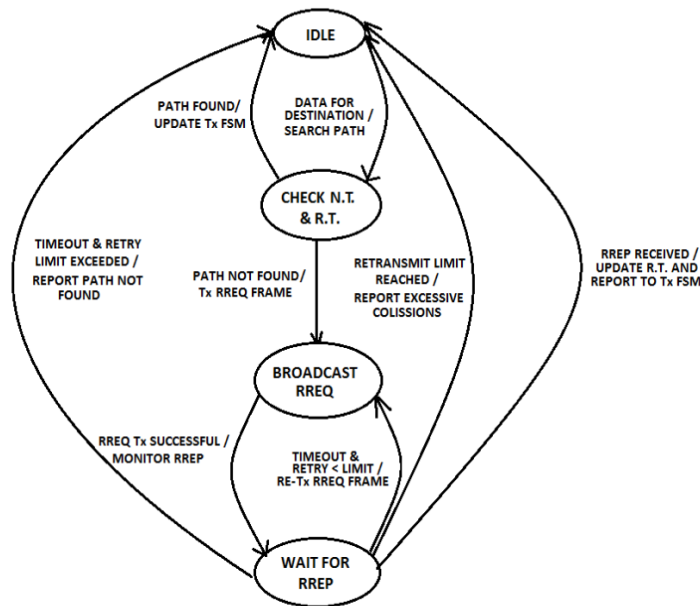 IDLE
PATH FOUND/
UPDATE Tx FSM
DATA FOR
DESTINATION /
SEARCH PATH
CHECK N.T.
& R.T.
TIMEOUT & RETRY
LIMIT EXCEEDED /
REPORT PATH NOT
FOUND
PATH NOT FOUND/
Tx RREQ FRAME
RETRANSMIT LIMIT
REACHED /
REPORT EXCESSIVE
COLISSIONS
RREP RECEIVED /
UPDATE R.T. AND
REPORT TO Tx FSM
BROADCAST
RREQ
RREQ Tx SUCCESSFUL /
MONITOR RREP
TIMEOUT &
RETRY < LIMIT /
RE-Tx RREQ FRAME
WAIT FOR
RREP